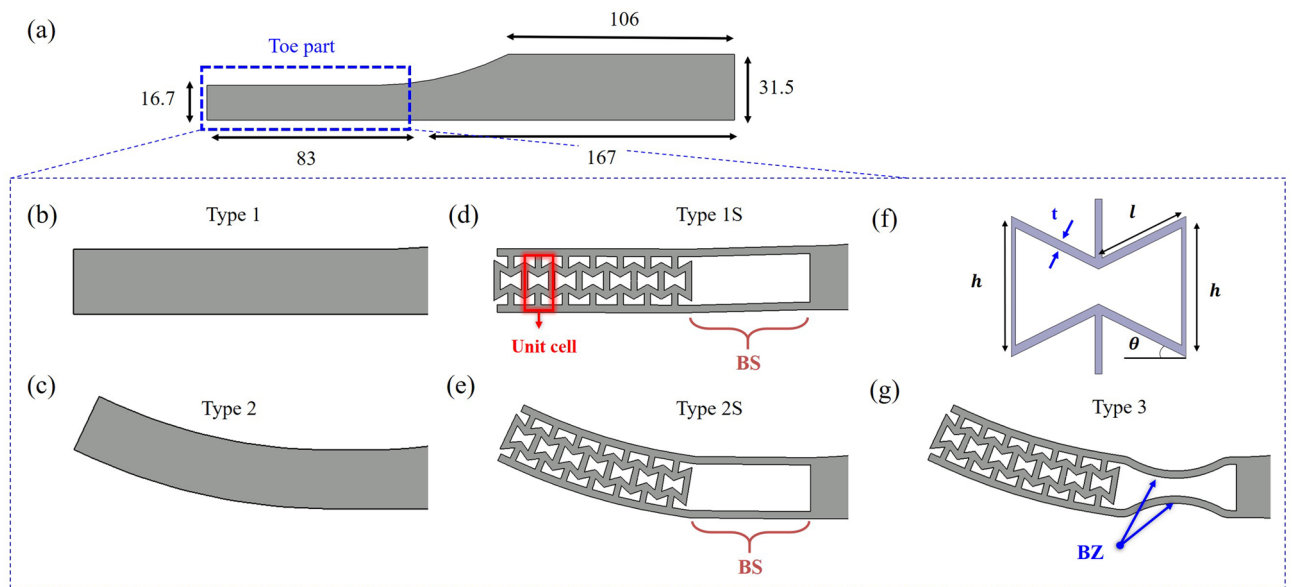 (a)
106
Toe part
16.7
31.5
83
167
(b)
Type 1
(d)
Type 1S
(f)
t
l
h
h
θ
Unit cell
BS
(c)
Type 2
(e)
Type 2S
(g)
Type 3
BS
BZ